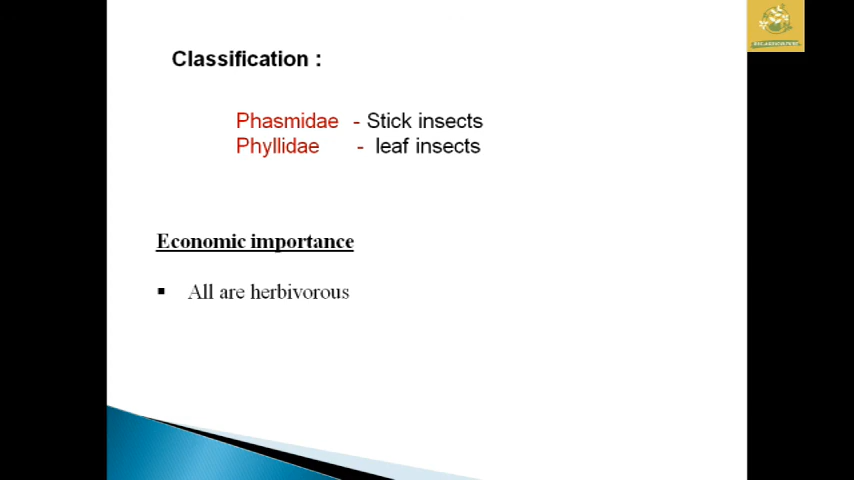 Classification :
Phasmidae - Stick insects
Phyllidae - leaf insects
Economic importance
▪ All are herbivorous